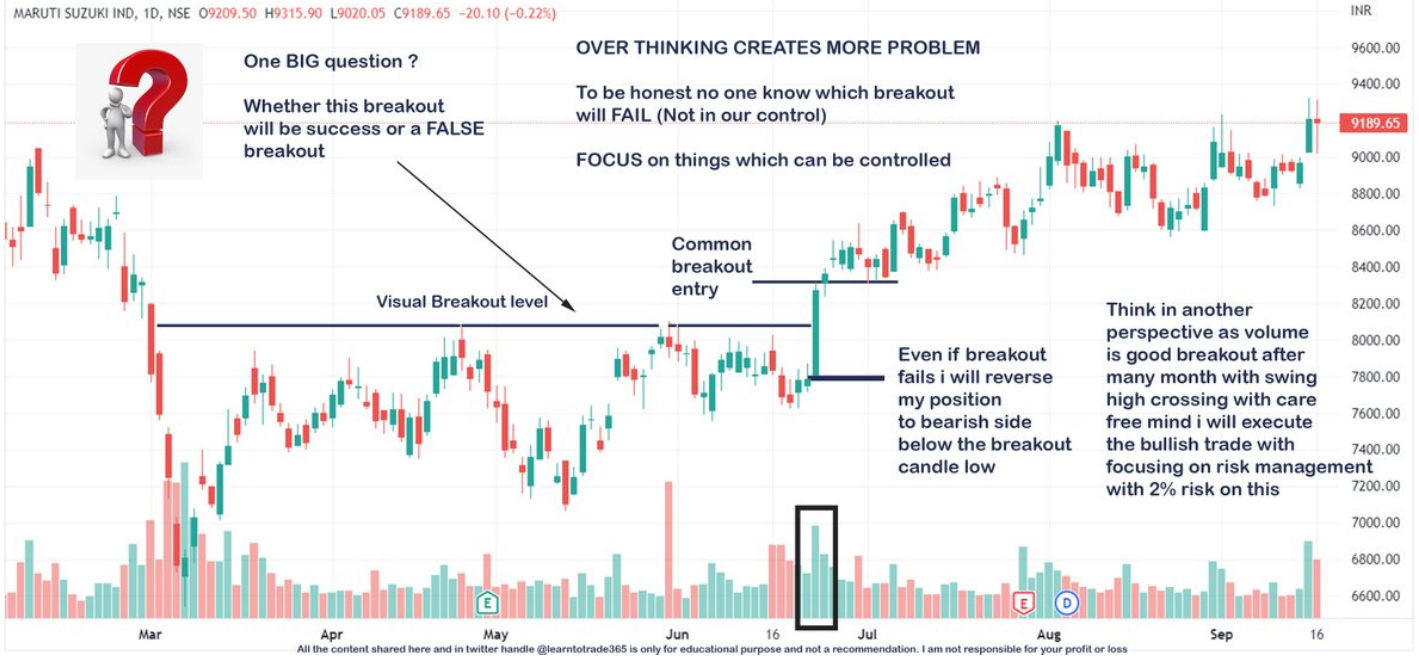 MARUTI SUZUKI IND, 1D, NSE O9209.50 H9315.90 L9020.05 C9189.65 −20.10 (−0.22%)
INR
One BIG question ?
Whether this breakout
will be success or a FALSE
breakout
OVER THINKING CREATES MORE PROBLEM
To be honest no one know which breakout
will FAIL (Not in our control)
FOCUS on things which can be controlled
Common
breakout
entry
Visual Breakout level
Even if breakout
fails i will reverse
my position
to bearish side
below the breakout
candle low
Think in another
perspective as volume
is good breakout after
many month with swing
high crossing with care
free mind i will execute
the bullish trade with
focusing on risk management
with 2% risk on this
9600.00
9400.00
9189.65
9000.00
8800.00
8600.00
8400.00
8200.00
8000.00
7800.00
7600.00
7400.00
7200.00
7000.00
6800.00
6600.00
E
E
D
Mar Apr May Jun 16 Jul Aug Sep 16
All the content shared here and in twitter handle @learntotrade365 is only for educational purpose and not a recommendation. I am not responsible for your profit or loss